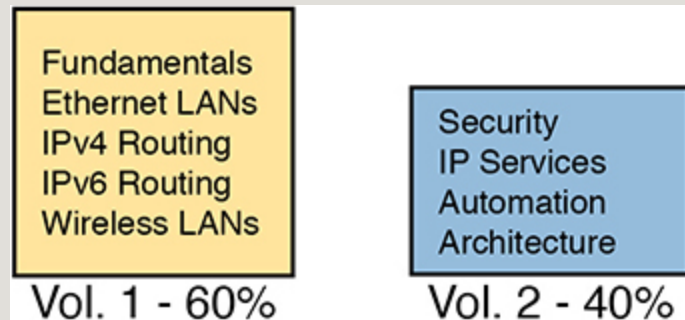 Fundamentals
Ethernet LANs
IPv4 Routing
IPv6 Routing
Wireless LANs
Vol. 1 - 60%
Security
IP Services
Automation
Architecture
Vol. 2 - 40%